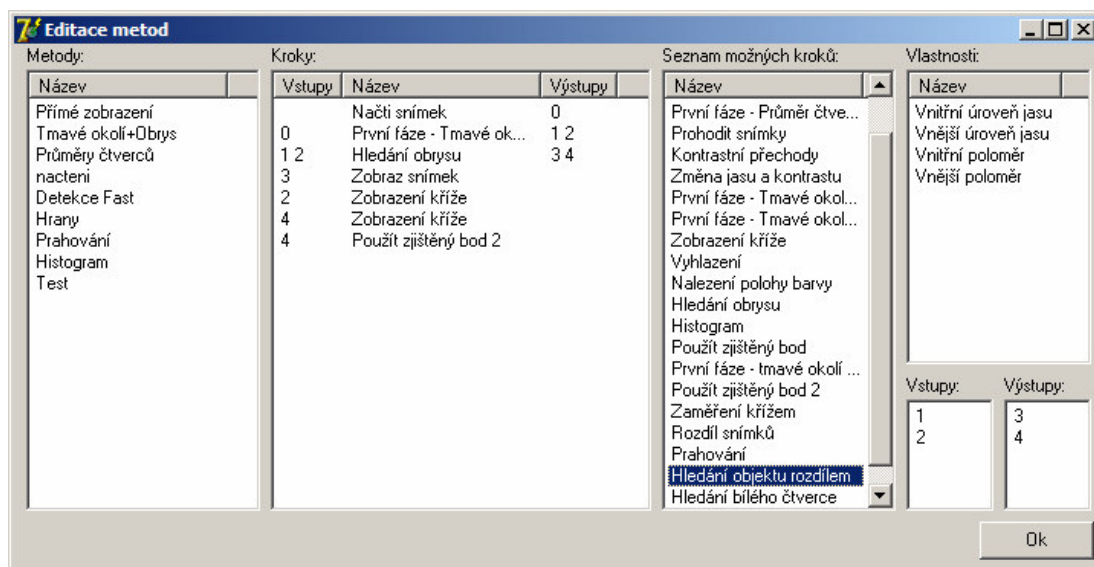 Editace metod
Metody:
Název
Přímé zobrazení
Tmavé okolí+Obrys
Průměry čtverců
nacteni
Detekce Fast
Hrany
Prahování
Histogram
Test
Kroky:
Vstupy Název Výstupy
Načti snímek 0
0 První fáze - Tmavé ok... 1 2
1 2 Hledání obrysu 3 4
3 Zobraz snímek
2 Zobrazení kříže
4 Zobrazení kříže
4 Použít zjištěný bod 2
Seznam možných kroků:
Název
První fáze - Průměr čtve...
Prohodit snímky
Kontrastní přechody
Změna jasu a kontrastu
První fáze - Tmavé okol...
První fáze - Tmavé okol...
Zobrazení kříže
Vyhlazení
Nalezení polohy barvy
Hledání obrysu
Histogram
Použít zjištěný bod
První fáze - tmavé okolí ...
Použít zjištěný bod 2
Zaměření křížem
Rozdíl snímků
Prahování
Hledání objektu rozdílem
Hledání bílého čtverce
Vlastnosti:
Název
Vnitřní úroveň jasu
Vnější úroveň jasu
Vnitřní poloměr
Vnější poloměr
Vstupy:
1
2
Výstupy:
3
4
Ok